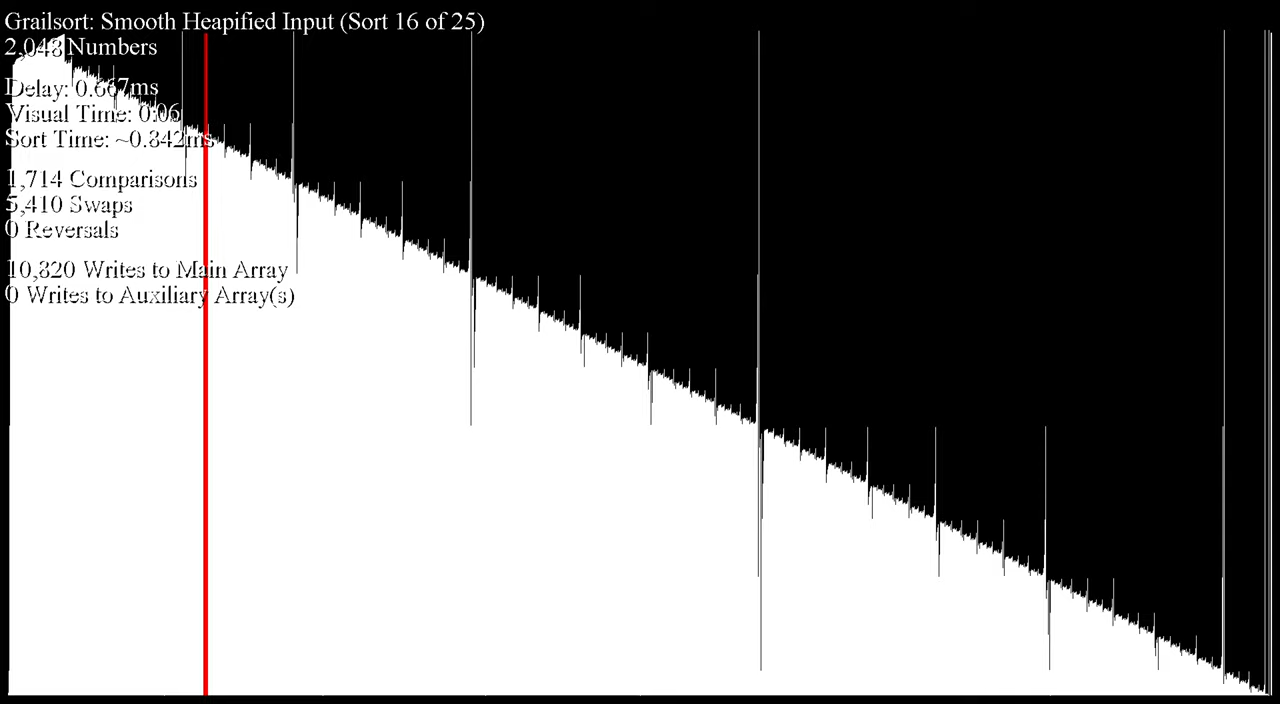 Grailsort: Smooth Heapified Input (Sort 16 of 25)
2,048 Numbers
Delay: 0.667ms
Visual Time: 0:06
Sort Time: ~0.842ms
1,714 Comparisons
5,410 Swaps
0 Reversals
10,820 Writes to Main Array
0 Writes to Auxiliary Array(s)